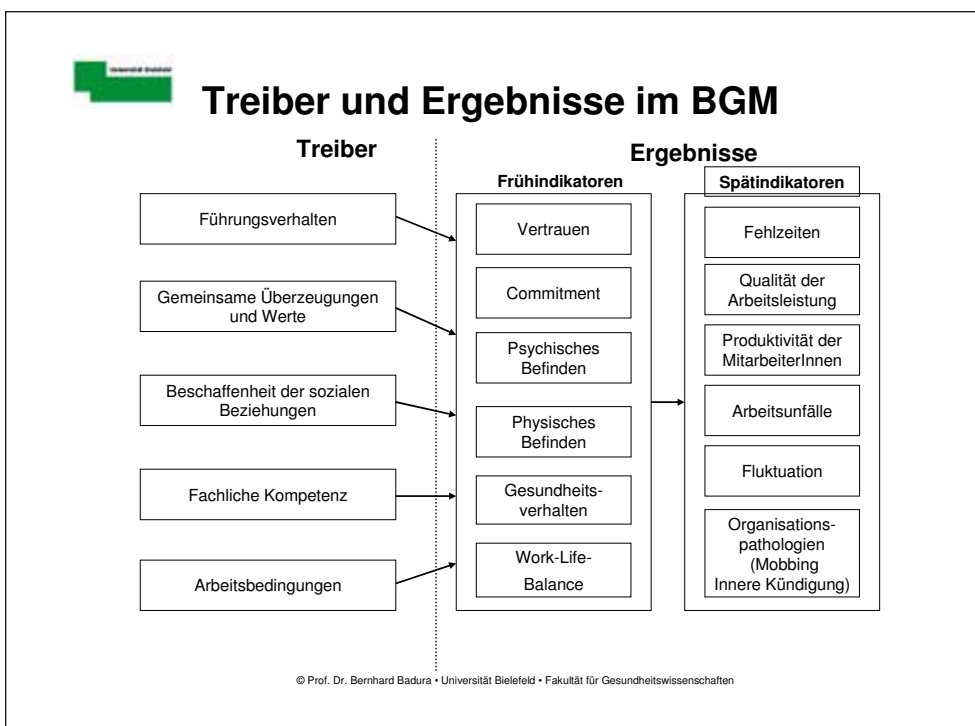 Universität Bielefeld
Treiber und Ergebnisse im BGM
Treiber
Ergebnisse
Führungsverhalten
Gemeinsame Überzeugungen
und Werte
Beschaffenheit der sozialen
Beziehungen
Fachliche Kompetenz
Arbeitsbedingungen
Frühindikatoren
Vertrauen
Commitment
Psychisches
Befinden
Physisches
Befinden
Gesundheits-
verhalten
Work-Life-
Balance
Spätindikatoren
Fehlzeiten
Qualität der
Arbeitsleistung
Produktivität der
MitarbeiterInnen
Arbeitsunfälle
Fluktuation
Organisations-
pathologien
(Mobbing
Innere Kündigung)
© Prof. Dr. Bernhard Badura • Universität Bielefeld • Fakultät für Gesundheitswissenschaften